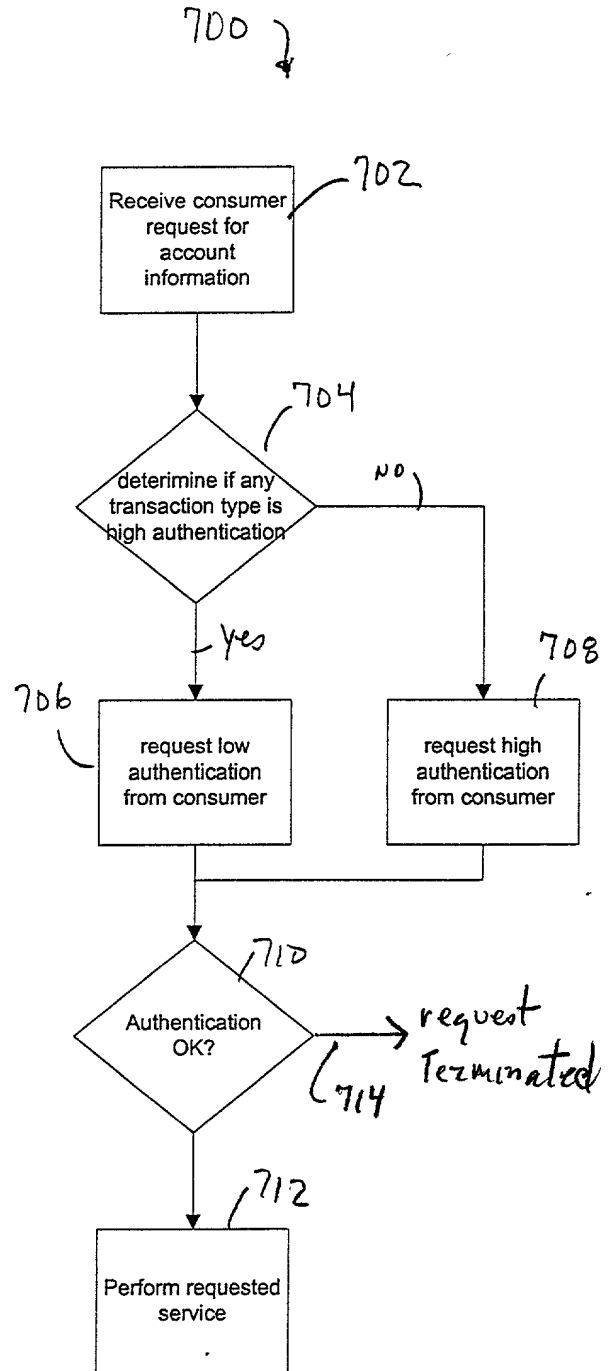 700
702
Receive consumer
request for
account
information
704
deterimine if any
transaction type is
high authentication
NO
Yes
706
708
request low
authentication
from consumer
request high
authentication
from consumer
710
Authentication
OK?
request
Terminated
714
712
Perform requested
service